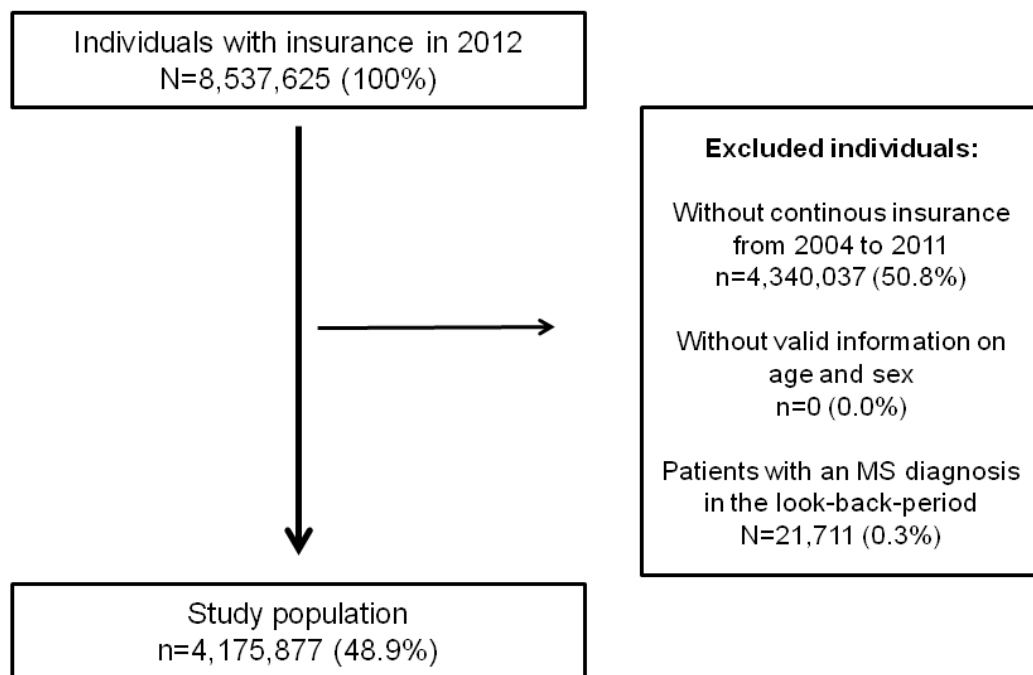 Individuals with insurance in 2012
N=8,537,625 (100%)
Excluded individuals:
Without continous insurance
from 2004 to 2011
n=4,340,037 (50.8%)
Without valid information on
age and sex
n=0 (0.0%)
Patients with an MS diagnosis
in the look-back-period
N=21,711 (0.3%)
Study population
n=4,175,877 (48.9%)